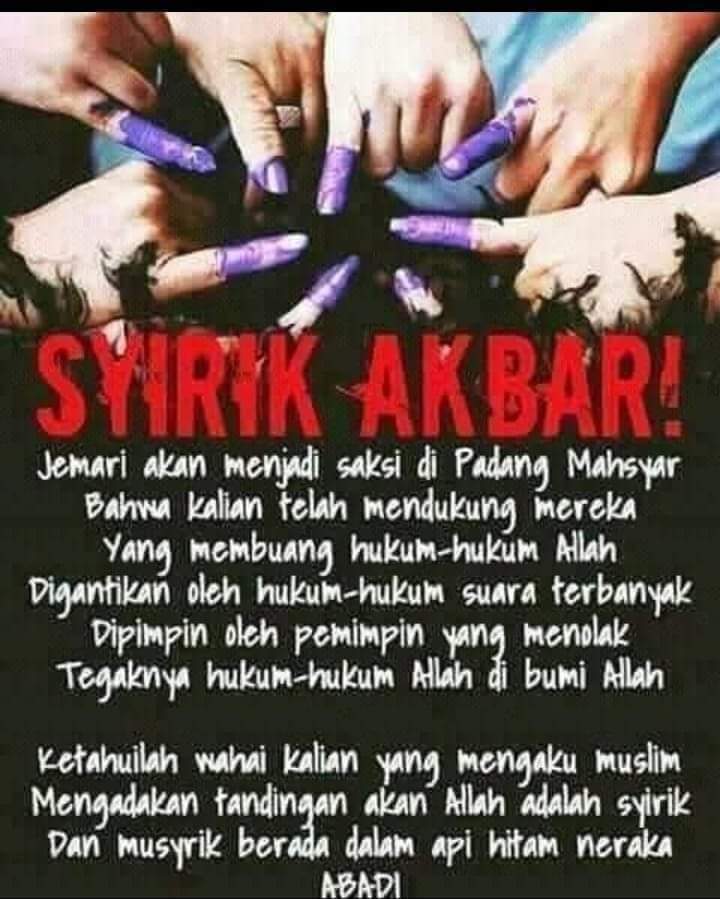 SYIRIK AKBAR!
Jemari akan menjadi saksi di Padang Mahsyar
Bahwa kalian telah mendukung mereka
Yang membuang hukum-hukum Allah
Digantikan oleh hukum-hukum suara terbanyak
Dipimpin oleh pemimpin yang menolak
Tegaknya hukum-hukum Allah di bumi Allah
Ketahuilah wahai kalian yang mengaku muslim
Mengadakan tandingan akan Allah adalah syirik
Dan musyrik berada dalam api hitam neraka
ABADI